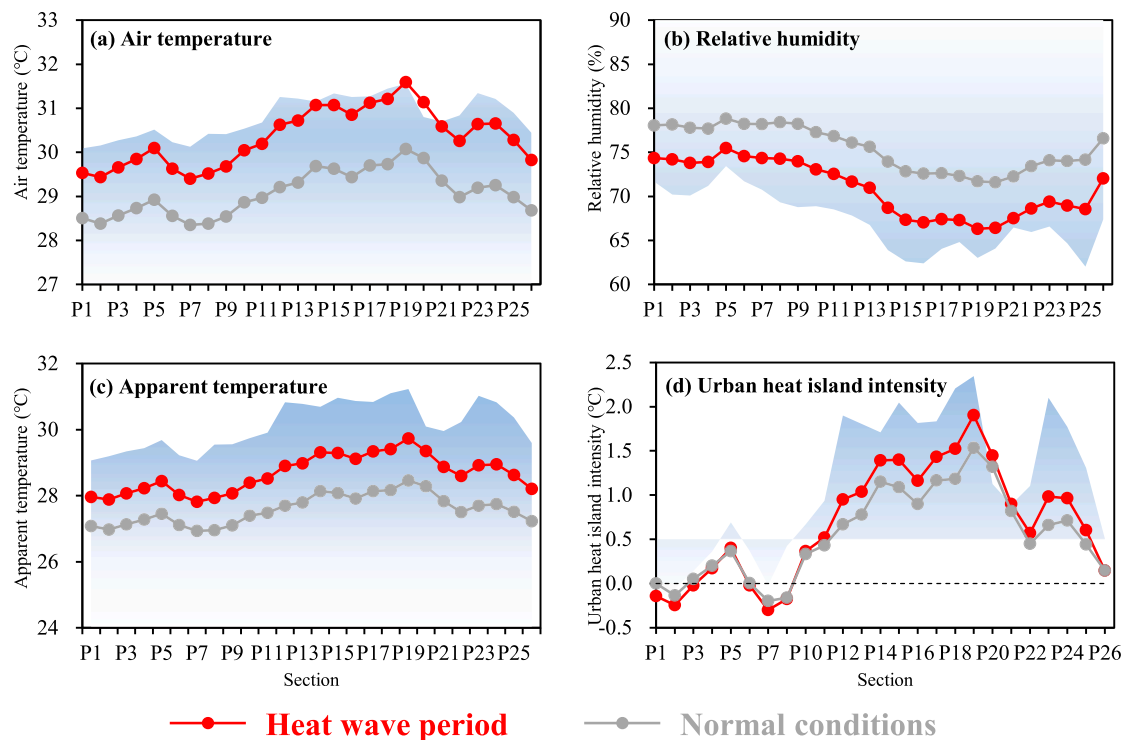 (a) Air temperature
Air temperature (℃)
33
32
31
30
29
28
27
P1 P3 P5 P7 P9 P11 P13 P15 P17 P19 P21 P23 P25
(b) Relative humidity
Relative humidity (%)
90
85
80
75
70
65
60
P1 P3 P5 P7 P9 P11 P13 P15 P17 P19 P21 P23 P25
(c) Apparent temperature
Apparent temperature (℃)
32
30
28
26
24
P1 P3 P5 P7 P9 P11 P13 P15 P17 P19 P21 P23 P25
Section
(d) Urban heat island intensity
Urban heat island intensity (℃)
2.5
2.0
1.5
1.0
0.5
0.0
-0.5
P1 P3 P5 P7 P10 P12 P14 P16 P18 P20 P22 P24 P26
Section
Heat wave period
Normal conditions